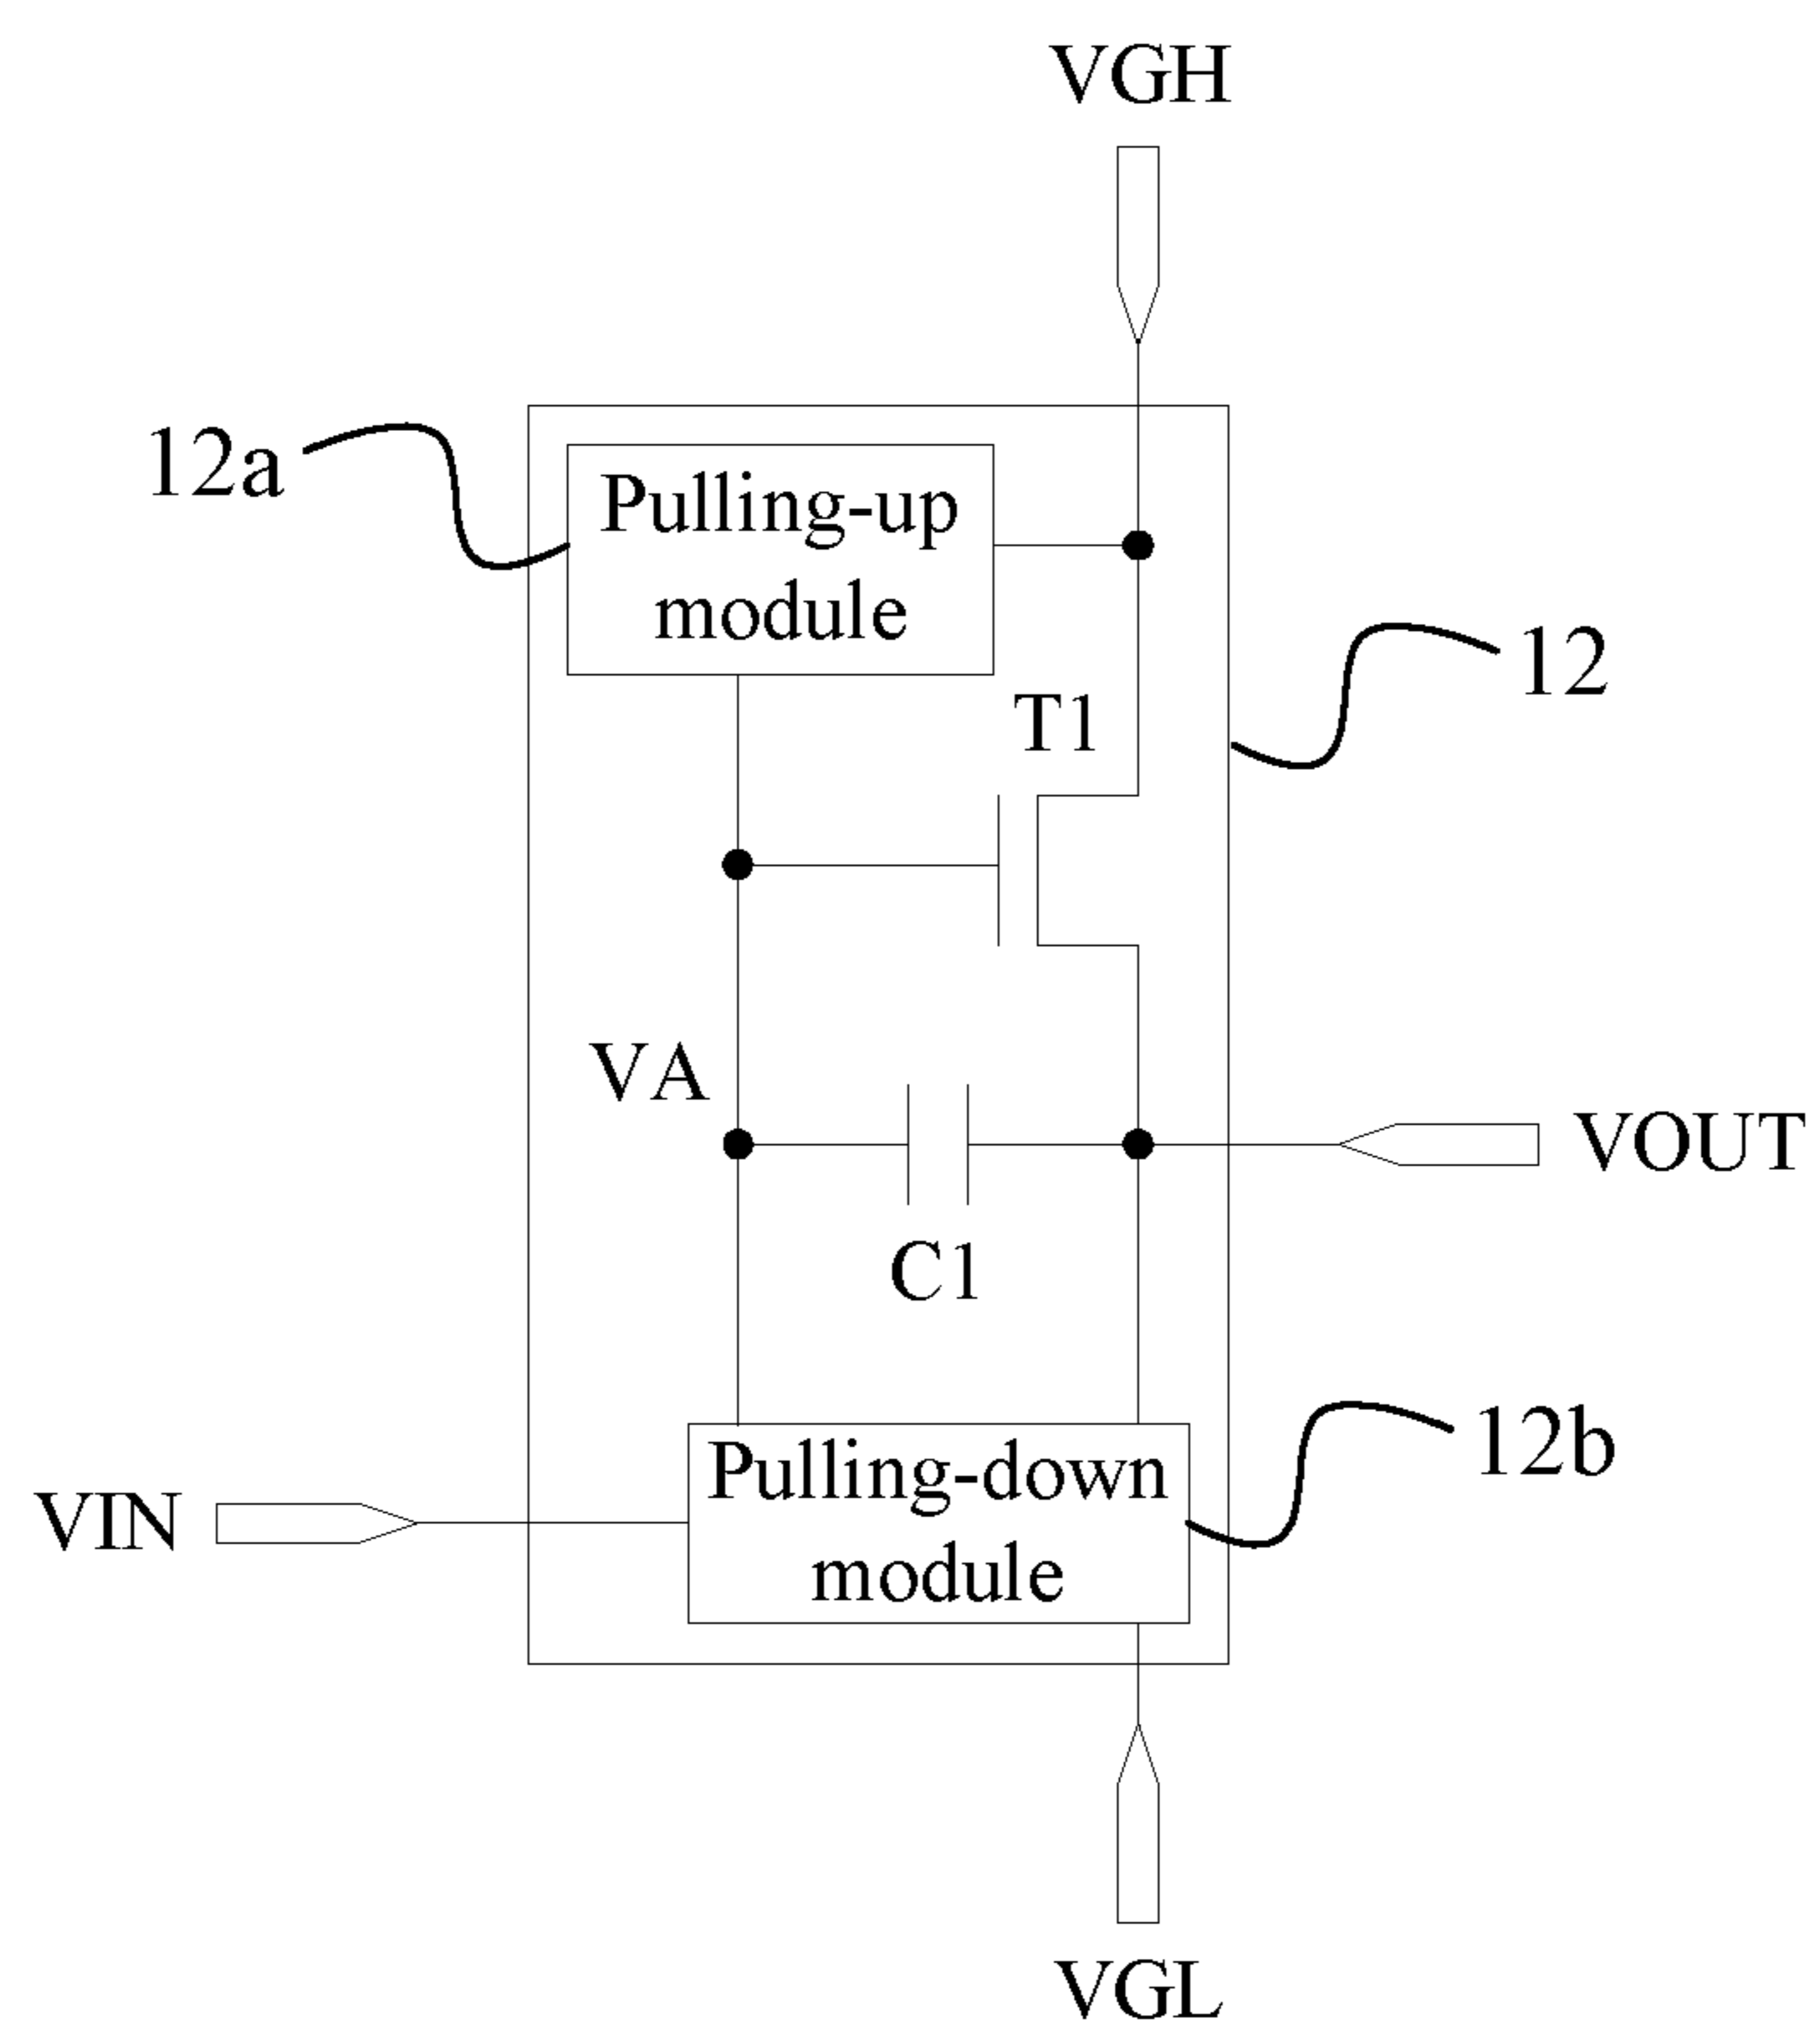 VGH
12a
Pulling-up
module
12
T1
VA
VOUT
C1
12b
Pulling-down
module
VIN
VGL